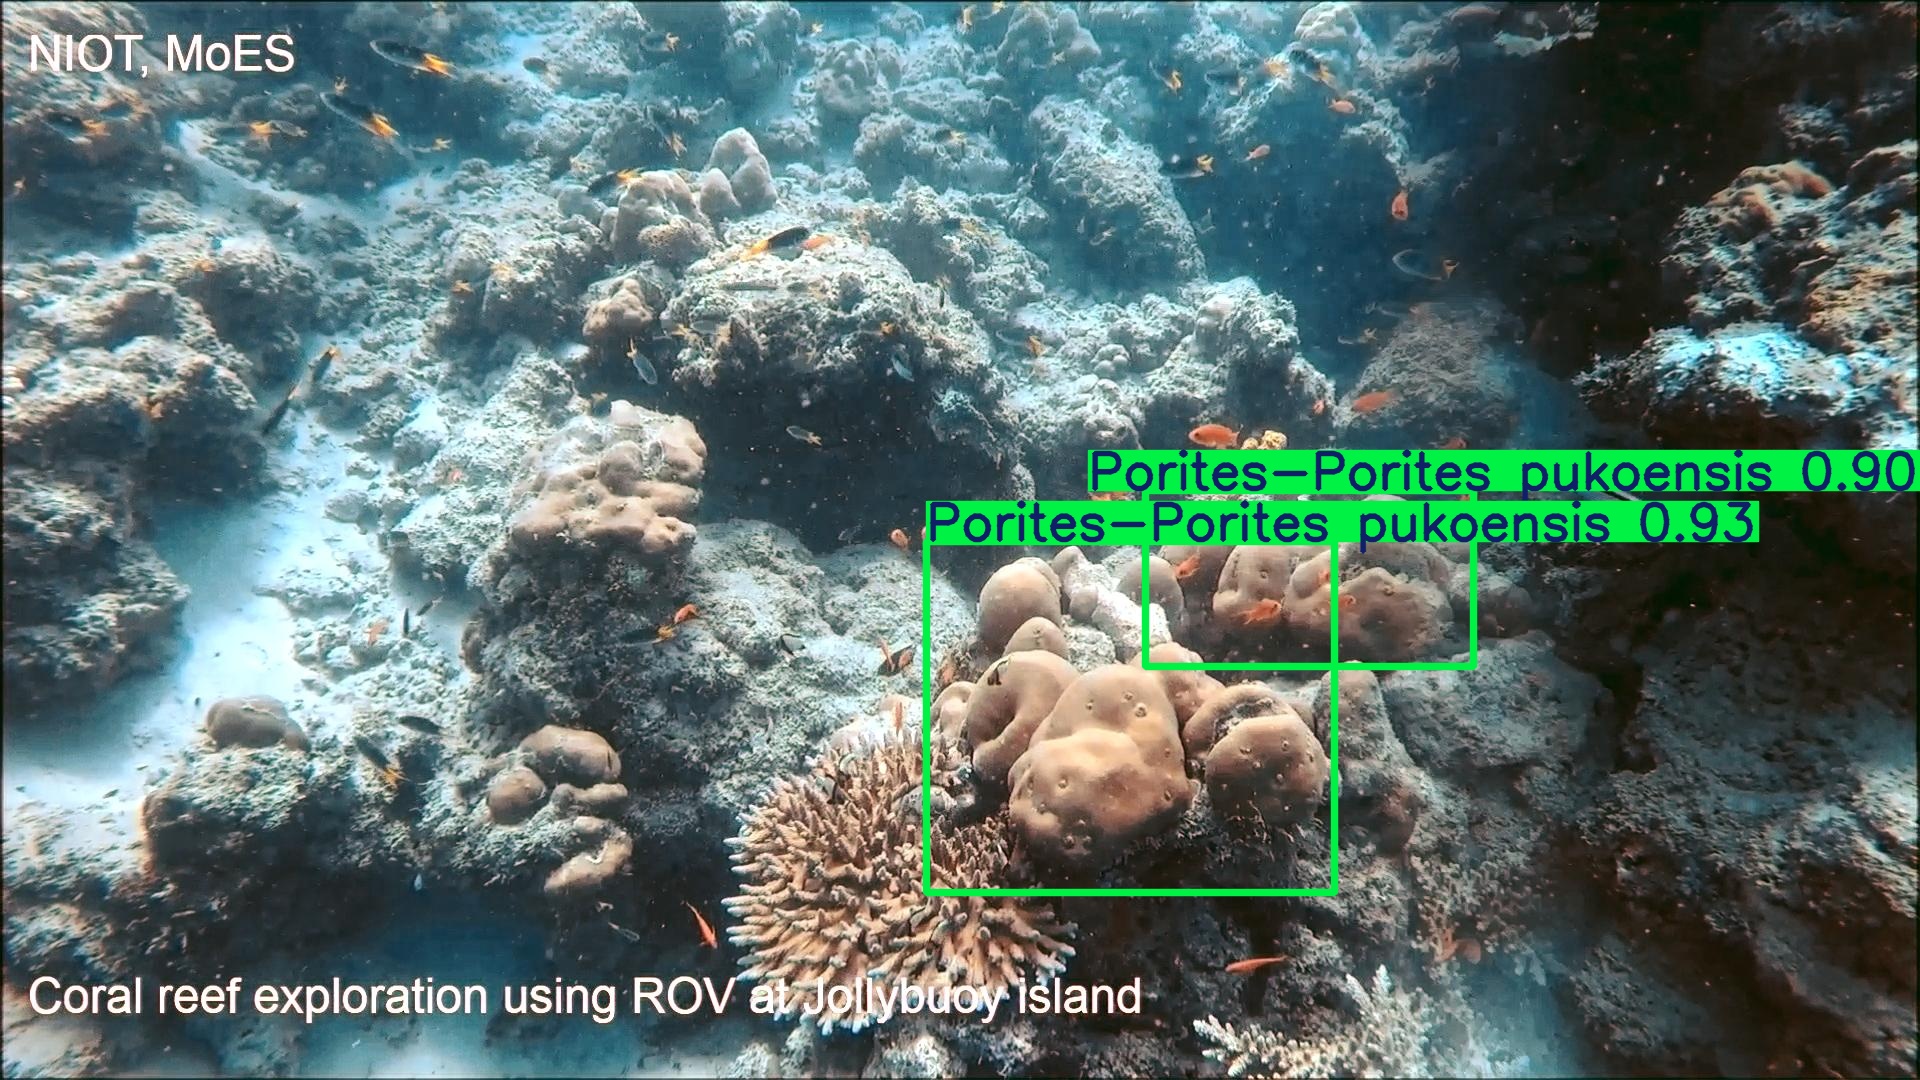 NIOT, MoES
Porites-Porites pukoensis 0.90
Porites-Porites pukoensis 0.93
Coral reef exploration using ROV at Jollybuoy island